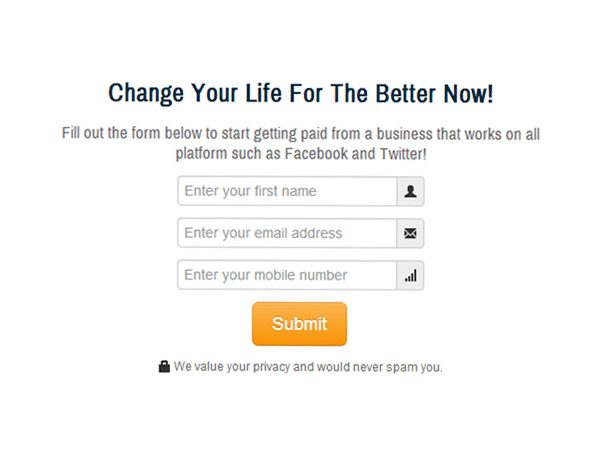 Change Your Life For The Better Now!
Fill out the form below to start getting paid from a business that works on all
platform such as Facebook and Twitter!
Enter your first name
Enter your email address
Enter your mobile number
Submit
We value your privacy and would never spam you.